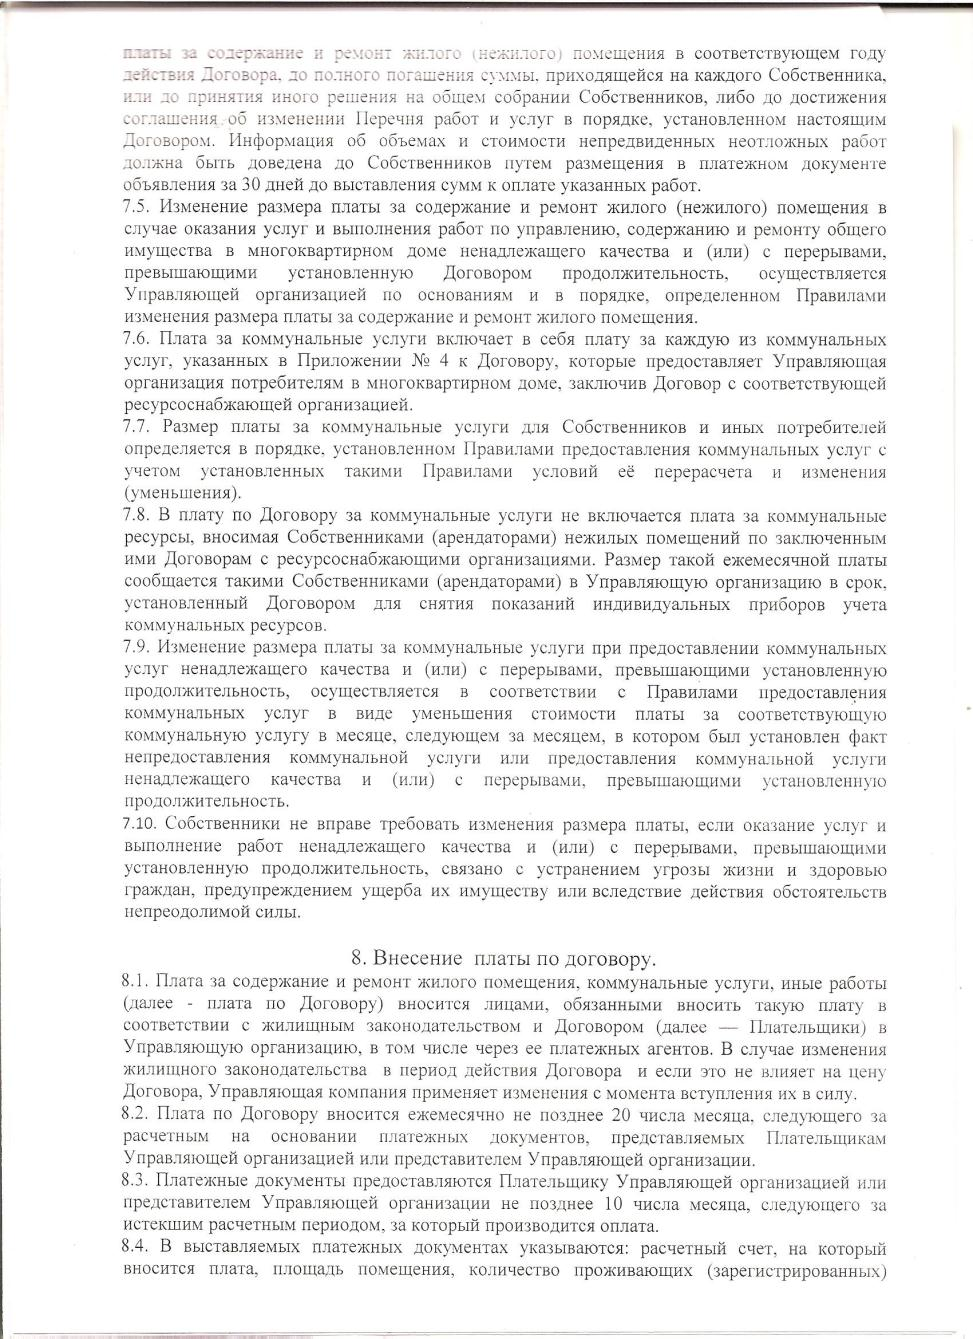 платы за содержание и ремонт жилого (нежилого) помещения в соответствующем году
действия Договора, до полного погашения суммы, приходящейся на каждого Собственника,
или до принятия иного решения на общем собрании Собственников, либо до достижения
соглашения об изменении Перечня работ и услуг в порядке, установленном настоящим
Договором. Информация об объемах и стоимости непредвиденных неотложных работ
должна быть доведена до Собственников путем размещения в платежном документе
объявления за 30 дней до выставления сумм к оплате указанных работ.
7.5. Изменение размера платы за содержание и ремонт жилого (нежилого) помещения в
случае оказания услуг и выполнения работ по управлению, содержанию и ремонту общего
имущества в многоквартирном доме ненадлежащего качества и (или) с перерывами,
превышающими установленную Договором продолжительность, осуществляется
Управляющей организацией по основаниям и в порядке, определенном Правилами
изменения размера платы за содержание и ремонт жилого помещения.
7.6. Плата за коммунальные услуги включает в себя плату за каждую из коммунальных
услуг, указанных в Приложении № 4 к Договору, которые предоставляет Управляющая
организация потребителям в многоквартирном доме, заключив Договор с соответствующей
ресурсоснабжающей организацией.
7.7. Размер платы за коммунальные услуги для Собственников и иных потребителей
определяется в порядке, установленном Правилами предоставления коммунальных услуг с
учетом установленных такими Правилами условий её перерасчета и изменения
(уменьшения).
7.8. В плату по Договору за коммунальные услуги не включается плата за коммунальные
ресурсы, вносимая Собственниками (арендаторами) нежилых помещений по заключенным
ими Договорам с ресурсоснабжающими организациями. Размер такой ежемесячной платы
сообщается такими Собственниками (арендаторами) в Управляющую организацию в срок,
установленный Договором для снятия показаний индивидуальных приборов учета
коммунальных ресурсов.
7.9. Изменение размера платы за коммунальные услуги при предоставлении коммунальных
услуг ненадлежащего качества и (или) с перерывами, превышающими установленную
продолжительность, осуществляется в соответствии с Правилами предоставления
коммунальных услуг в виде уменьшения стоимости платы за соответствующую
коммунальную услугу в месяце, следующем за месяцем, в котором был установлен факт
непредоставления коммунальной услуги или предоставления коммунальной услуги
ненадлежащего качества и (или) с перерывами, превышающими установленную
продолжительность.
7.10. Собственники не вправе требовать изменения размера платы, если оказание услуг и
выполнение работ ненадлежащего качества и (или) с перерывами, превышающими
установленную продолжительность, связано с устранением угрозы жизни и здоровью
граждан, предупреждением ущерба их имуществу или вследствие действия обстоятельств
непреодолимой силы.
8. Внесение платы по договору.
8.1. Плата за содержание и ремонт жилого помещения, коммунальные услуги, иные работы
(далее - плата по Договору) вносится лицами, обязанными вносить такую плату в
соответствии с жилищным законодательством и Договором (далее — Плательщики) в
Управляющую организацию, в том числе через ее платежных агентов. В случае изменения
жилищного законодательства в период действия Договора и если это не влияет на цену
Договора, Управляющая компания применяет изменения с момента вступления их в силу.
8.2. Плата по Договору вносится ежемесячно не позднее 20 числа месяца, следующего за
расчетным на основании платежных документов, представляемых Плательщикам
Управляющей организацией или представителем Управляющей организации.
8.3. Платежные документы предоставляются Плательщику Управляющей организацией или
представителем Управляющей организации не позднее 10 числа месяца, следующего за
истекшим расчетным периодом, за который производится оплата.
8.4. В выставляемых платежных документах указываются: расчетный счет, на который
вносится плата, площадь помещения, количество проживающих (зарегистрированных)